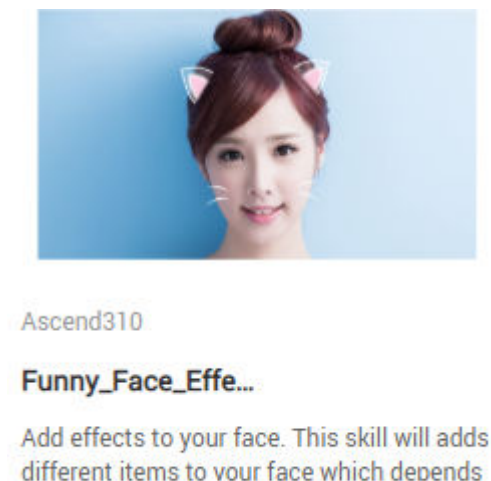 Ascend310
Funny_Face_Effe...
Add effects to your face. This skill will adds
different items to your face which depends